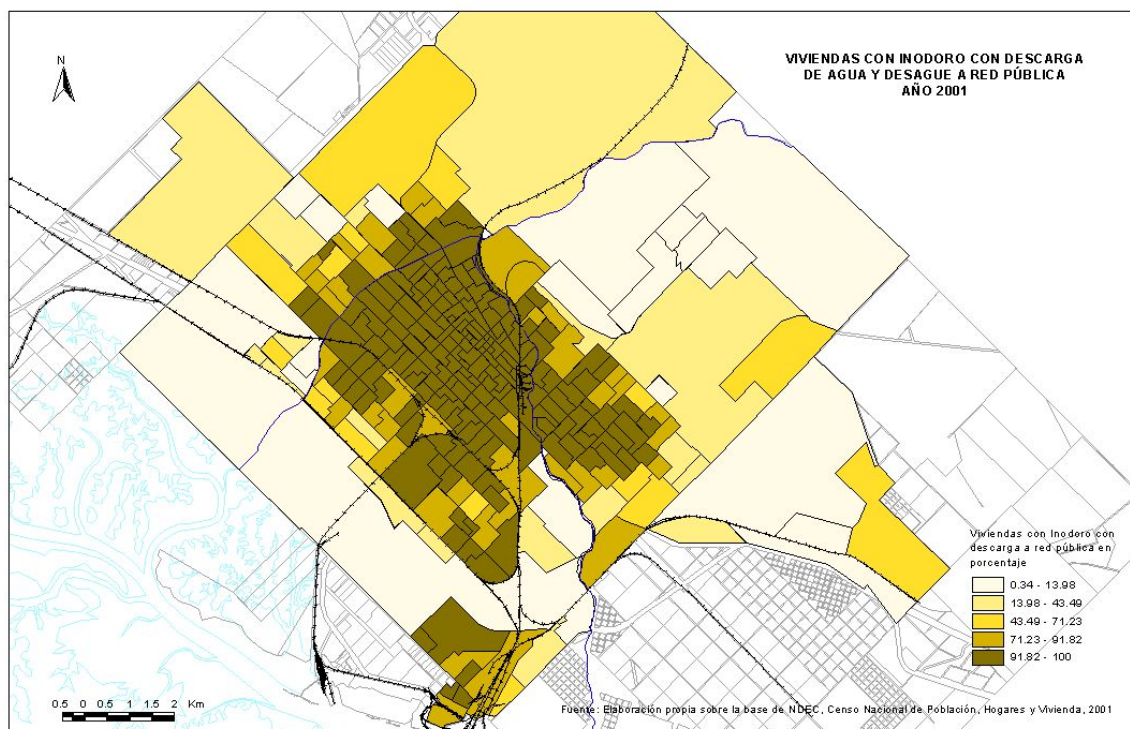 VIVIENDAS CON INODORO CON DESCARGA
DE AGUA Y DESAGUE A RED PÚBLICA
AÑO 2001
N
Viviendas con Inodoro con
descarga a red pública en
porcentaje
0.34 - 13.98
13.98 - 43.49
43.49 - 71.23
71.23 - 91.82
91.82 - 100
0.5 0 0.5 1 1.5 2 Km
Fuente: Elaboración propia sobre la base de INDEC, Censo Nacional de Población, Hogares y Vivienda, 2001